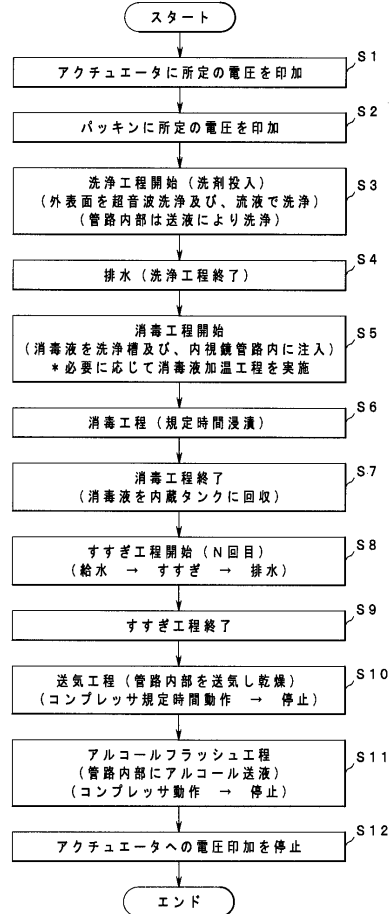 スタート
S1
アクチュエータに所定の電圧を印加
S2
パッキンに所定の電圧を印加
S3
洗浄工程開始(洗剤投入)
(外表面を超音波洗浄及び、流液で洗浄)
(管路内部は送液により洗浄)
S4
排水(洗浄工程終了)
S5
消毒工程開始
(消毒液を洗浄槽及び、内視鏡管路内に注入)
*必要に応じて消毒液加温工程を実施
S6
消毒工程(規定時間浸漬)
S7
消毒工程終了
(消毒液を内蔵タンクに回収)
S8
すすぎ工程開始(N回目)
(給水 → すすぎ → 排水)
S9
すすぎ工程終了
S10
送気工程(管路内部を送気し乾燥)
(コンプレッサ規定時間動作 → 停止)
S11
アルコールフラッシュ工程
(管路内部にアルコール送液)
(コンプレッサ動作 → 停止)
S12
アクチュエータへの電圧印加を停止
エンド